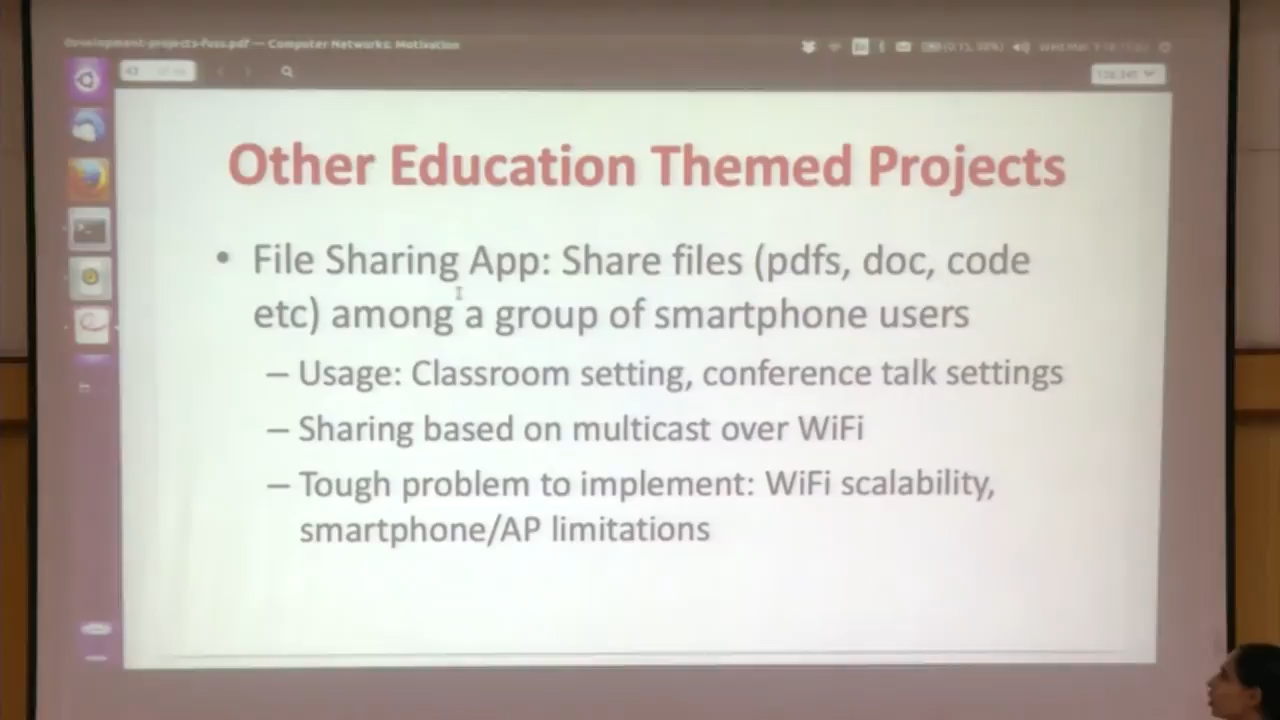 development-projects-foss.pdf — Computer Networks: Motivation
43
Other Education Themed Projects
• File Sharing App: Share files (pdfs, doc, code
etc) among a group of smartphone users
– Usage: Classroom setting, conference talk settings
– Sharing based on multicast over WiFi
– Tough problem to implement: WiFi scalability,
smartphone/AP limitations